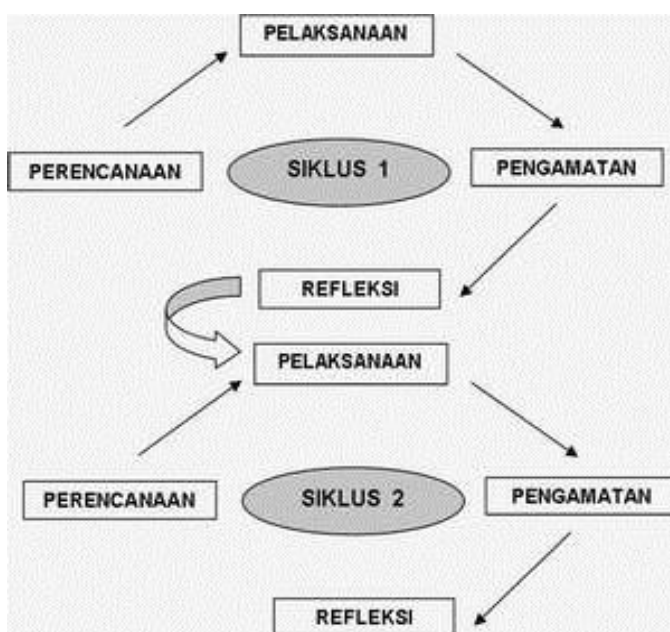 PELAKSANAAN
PERENCANAAN
SIKLUS 1
PENGAMATAN
REFLEKSI
PELAKSANAAN
PERENCANAAN
SIKLUS 2
PENGAMATAN
REFLEKSI